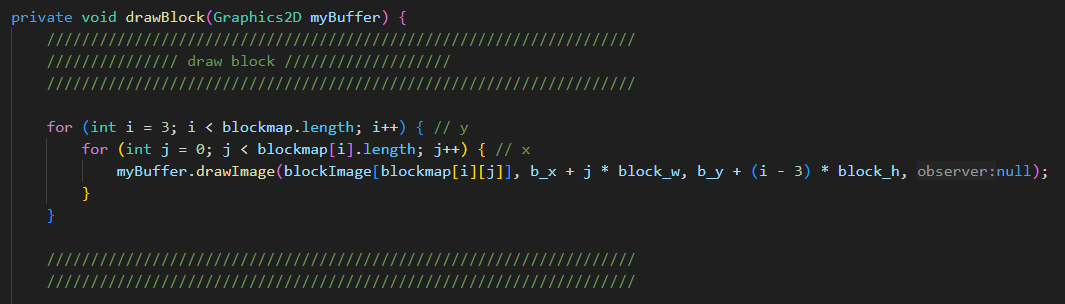 private void drawBlock(Graphics2D myBuffer) {
///////////////////////////////////////////////////////////////////
/////////////// draw block ///////////////////
///////////////////////////////////////////////////////////////////
for (int i = 3; i < blockmap.length; i++) { // y
for (int j = 0; j < blockmap[i].length; j++) { // x
myBuffer.drawImage(blockImage[blockmap[i][j]], b_x + j * block_w, b_y + (i - 3) * block_h, observer:null);
}
}
///////////////////////////////////////////////////////////////////
///////////////////////////////////////////////////////////////////